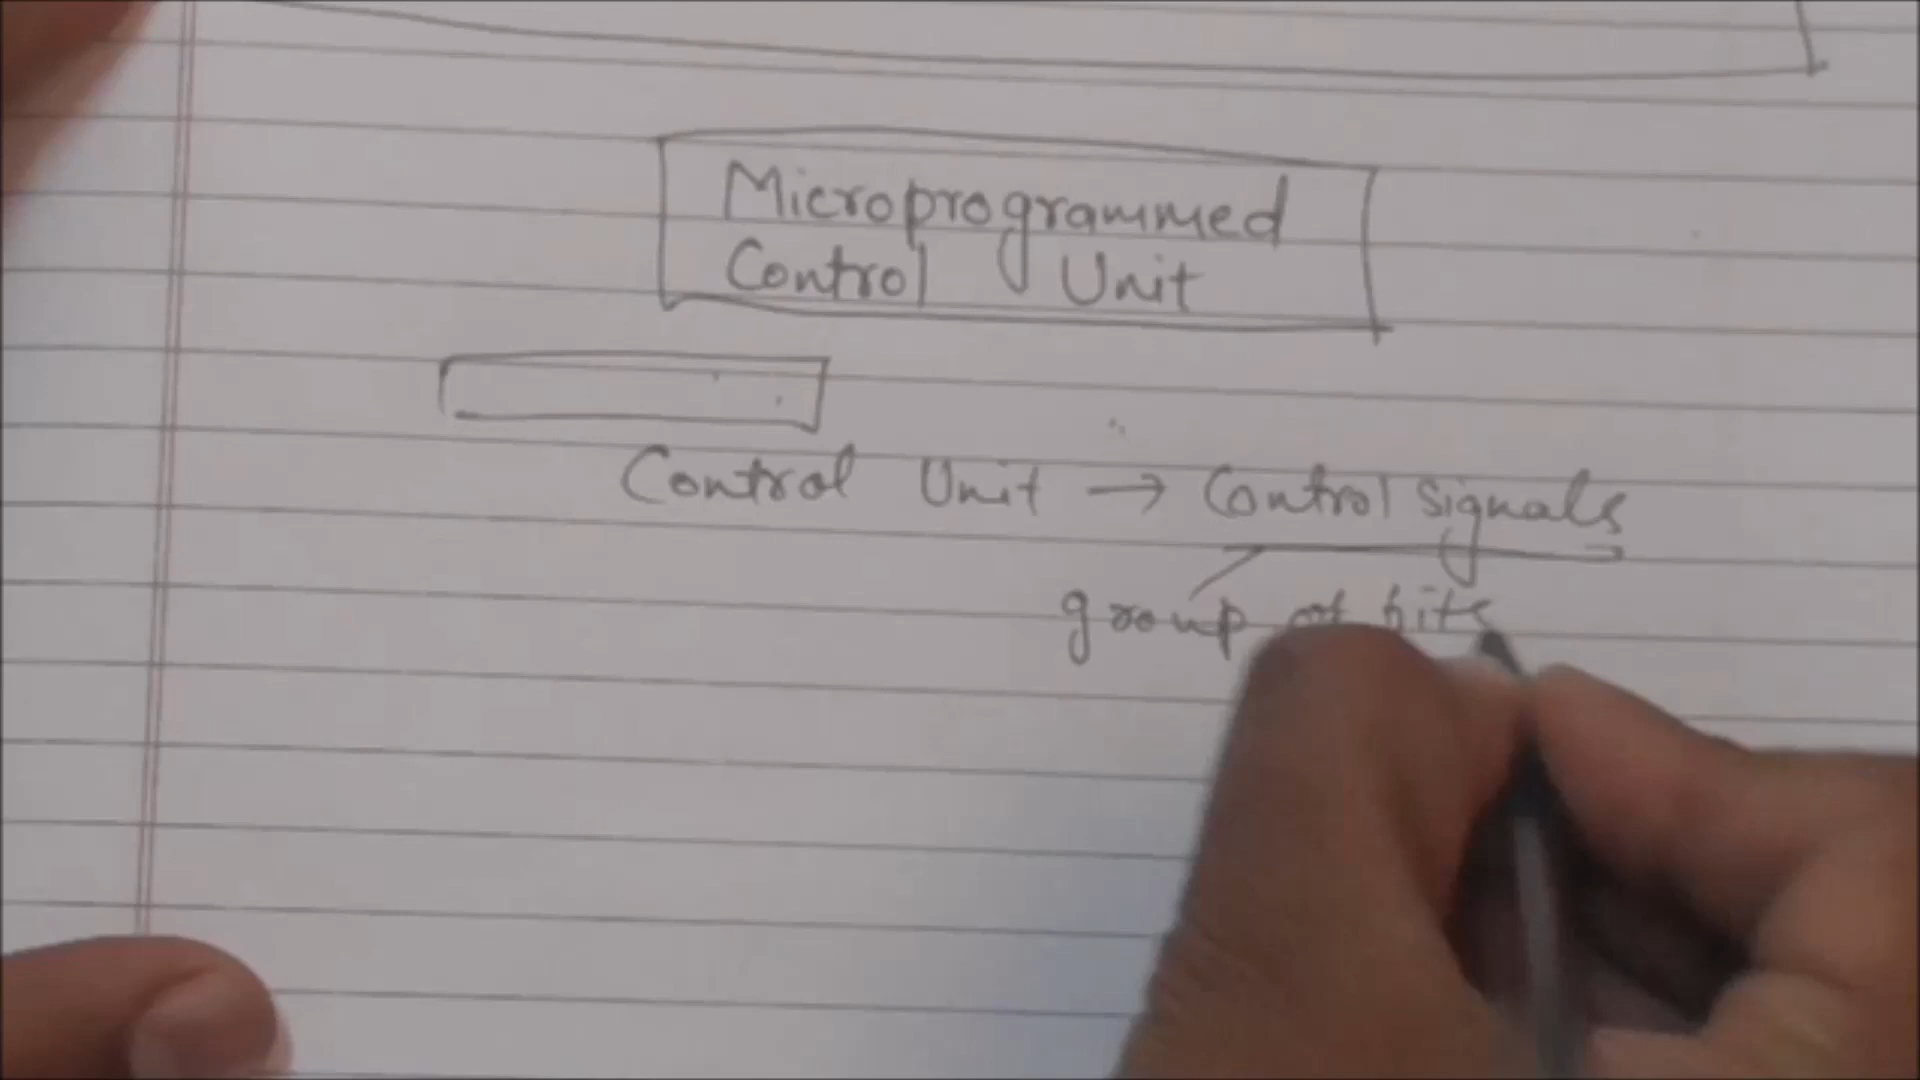 Microprogrammed
Control Unit
Control Unit → Control signals
group of bits